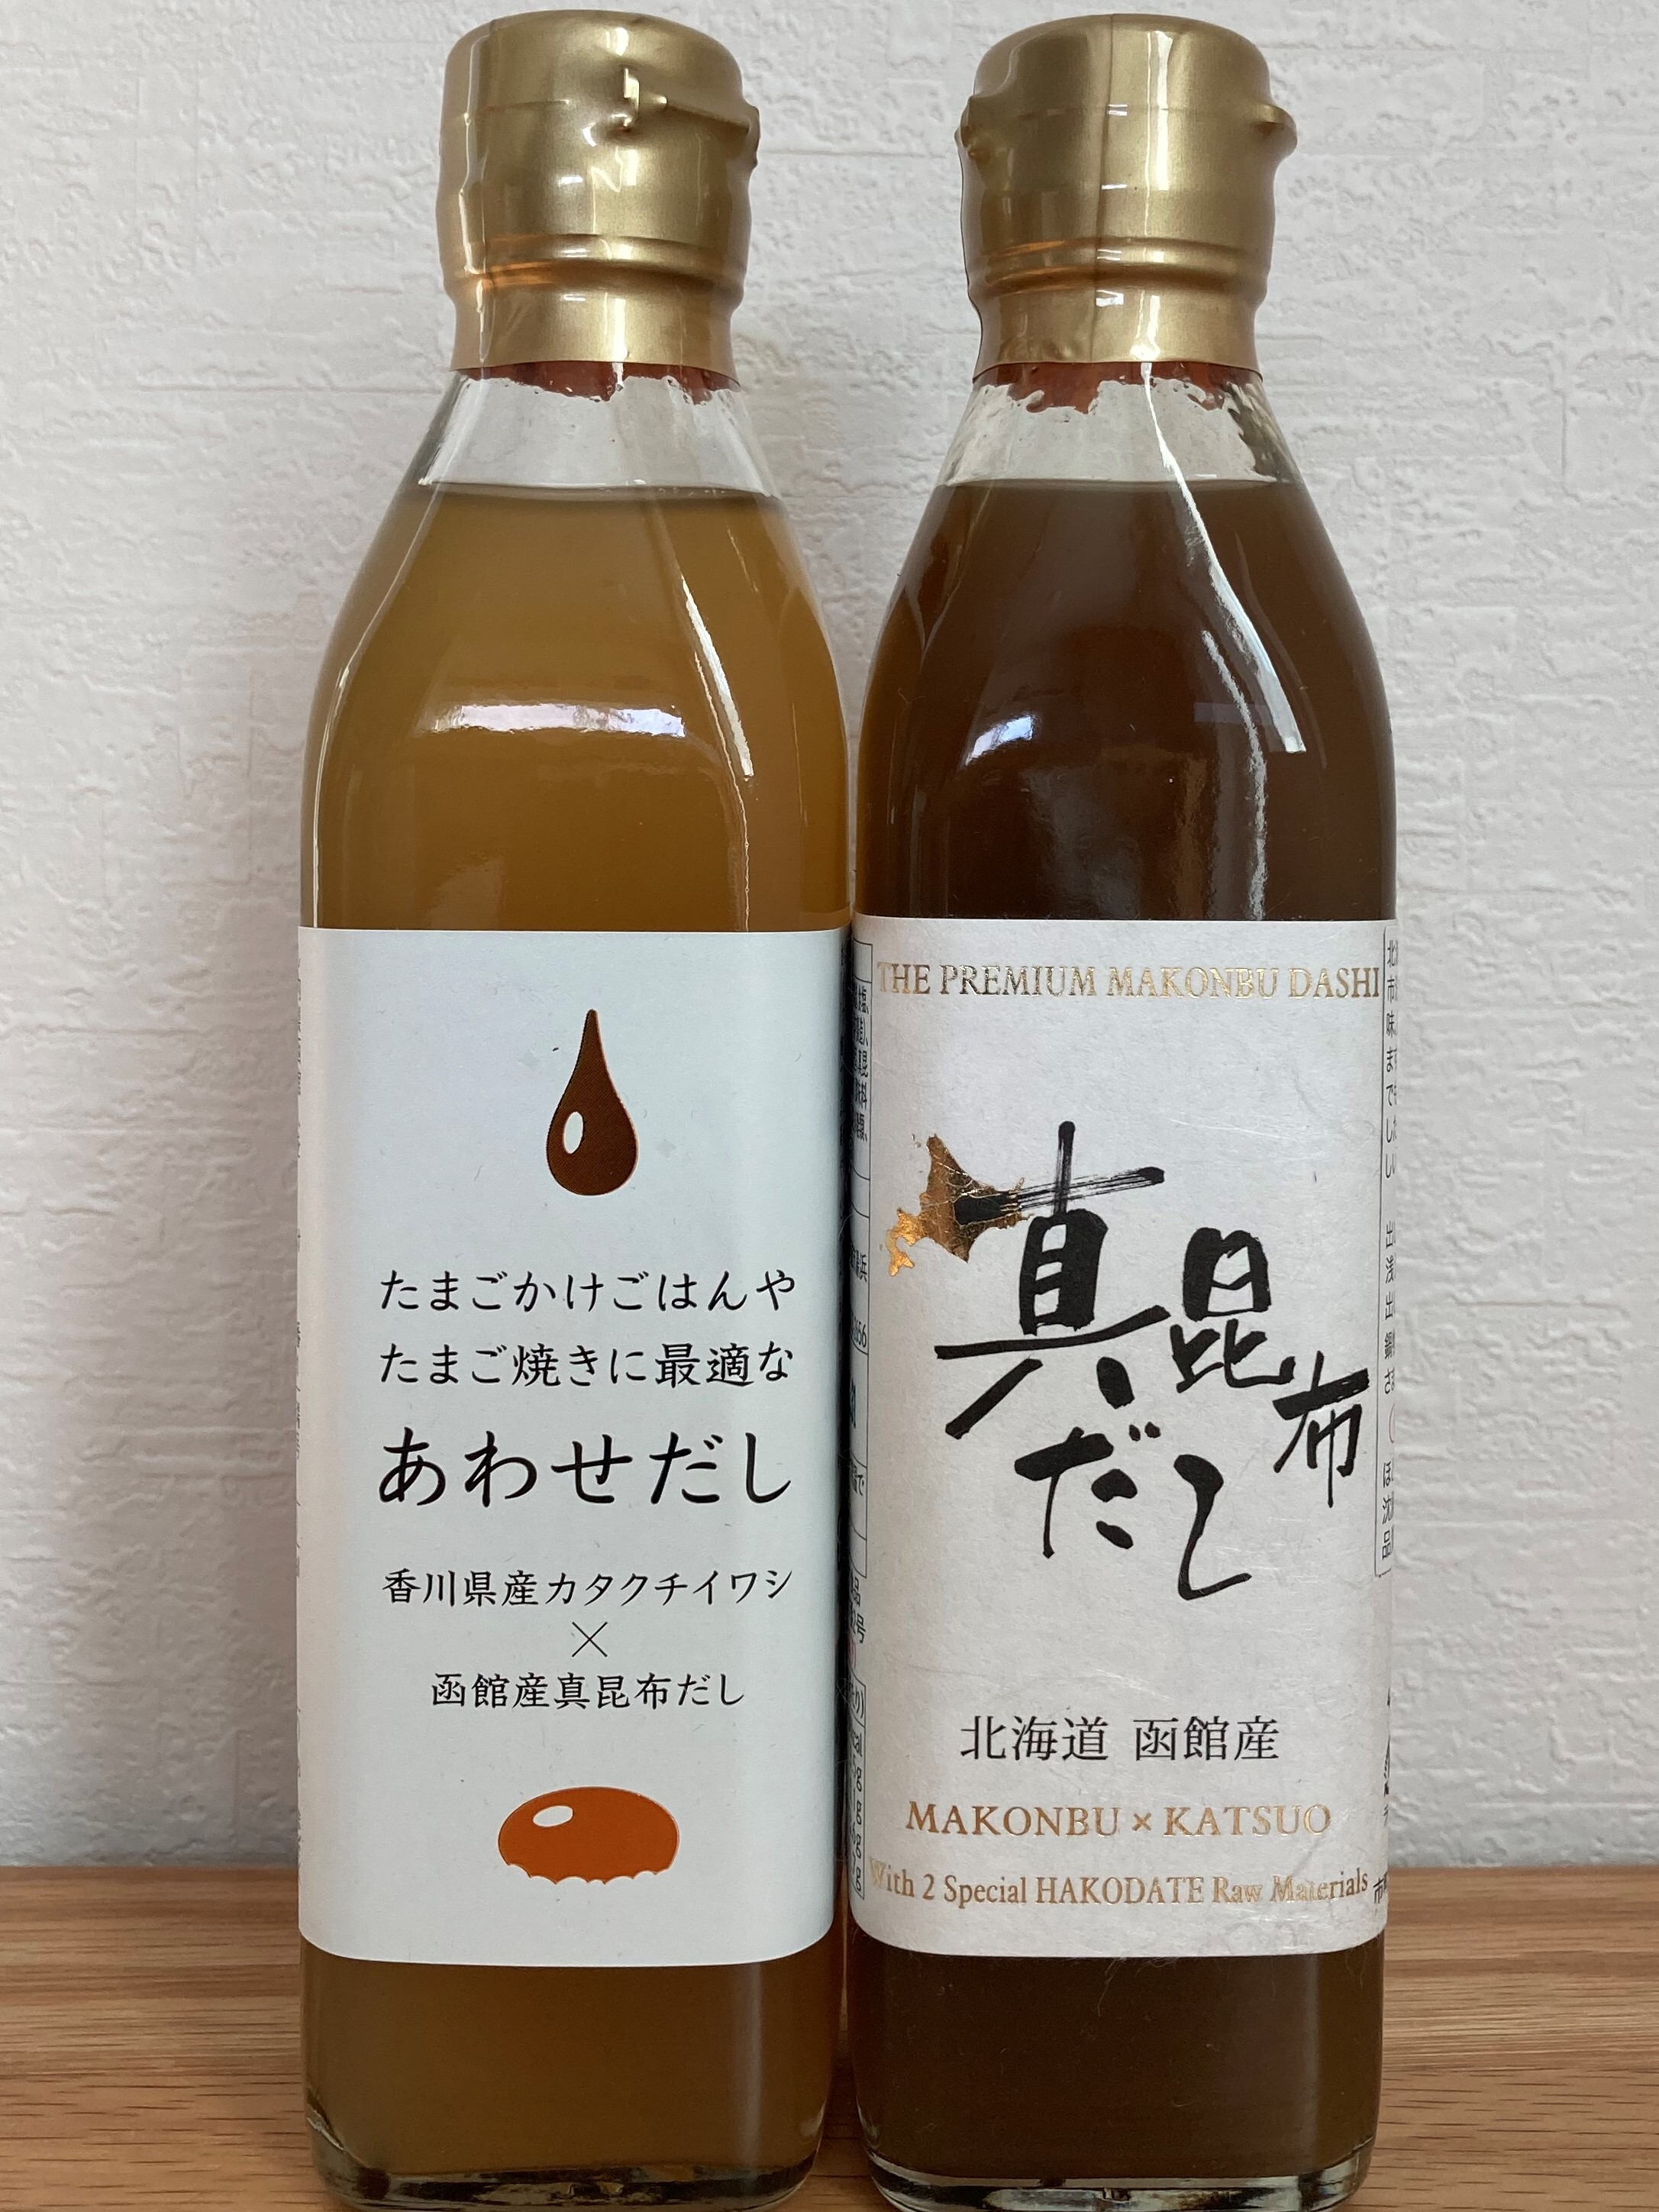 たまごかけごはんや
たまご焼きに最適な
あわせだし
香川県産カタクチイワシ
×
函館産真昆布だし
THE PREMIUM MAKONBU DASHI
真昆布
だし
北海道 函館産
MAKONBU × KATSUO
With 2 Special HAKODATE Raw Materials